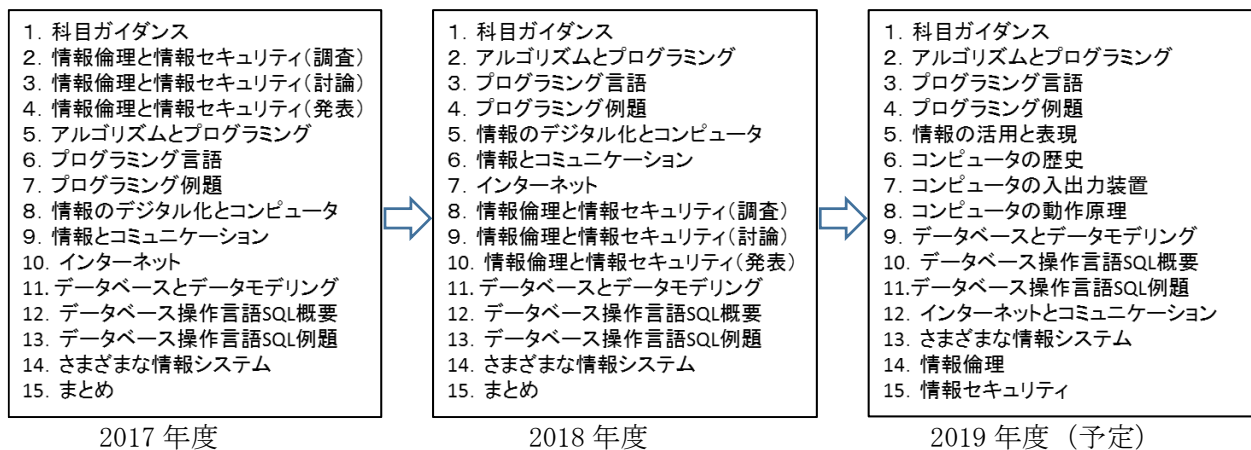 1. 科目ガイダンス
2. 情報倫理と情報セキュリティ(調査)
3. 情報倫理と情報セキュリティ(討論)
4. 情報倫理と情報セキュリティ(発表)
5. アルゴリズムとプログラミング
6. プログラミング言語
7. プログラミング例題
8. 情報のデジタル化とコンピュータ
9. 情報とコミュニケーション
10. インターネット
11. データベースとデータモデリング
12. データベース操作言語SQL概要
13. データベース操作言語SQL例題
14. さまざまな情報システム
15. まとめ
2017 年度
1. 科目ガイダンス
2. アルゴリズムとプログラミング
3. プログラミング言語
4. プログラミング例題
5. 情報のデジタル化とコンピュータ
6. 情報とコミュニケーション
7. インターネット
8. 情報倫理と情報セキュリティ(調査)
9. 情報倫理と情報セキュリティ(討論)
10. 情報倫理と情報セキュリティ(発表)
11. データベースとデータモデリング
12. データベース操作言語SQL概要
13. データベース操作言語SQL例題
14. さまざまな情報システム
15. まとめ
2018 年度
1. 科目ガイダンス
2. アルゴリズムとプログラミング
3. プログラミング言語
4. プログラミング例題
5. 情報の活用と表現
6. コンピュータの歴史
7. コンピュータの入出力装置
8. コンピュータの動作原理
9. データベースとデータモデリング
10. データベース操作言語SQL概要
11.データベース操作言語SQL例題
12. インターネットとコミュニケーション
13. さまざまな情報システム
14. 情報倫理
15. 情報セキュリティ
2019 年度(予定)